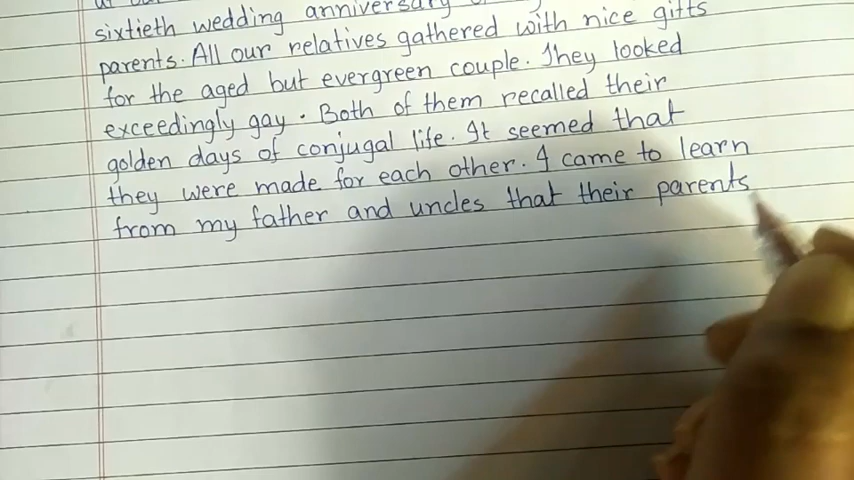 sixtieth wedding anniversary
parents. All our relatives gathered with nice gifts
for the aged but evergreen couple. They looked
exceedingly gay. Both of them recalled their
golden days of conjugal life. It seemed that
they were made for each other. I came to learn
from my father and uncles that their parents